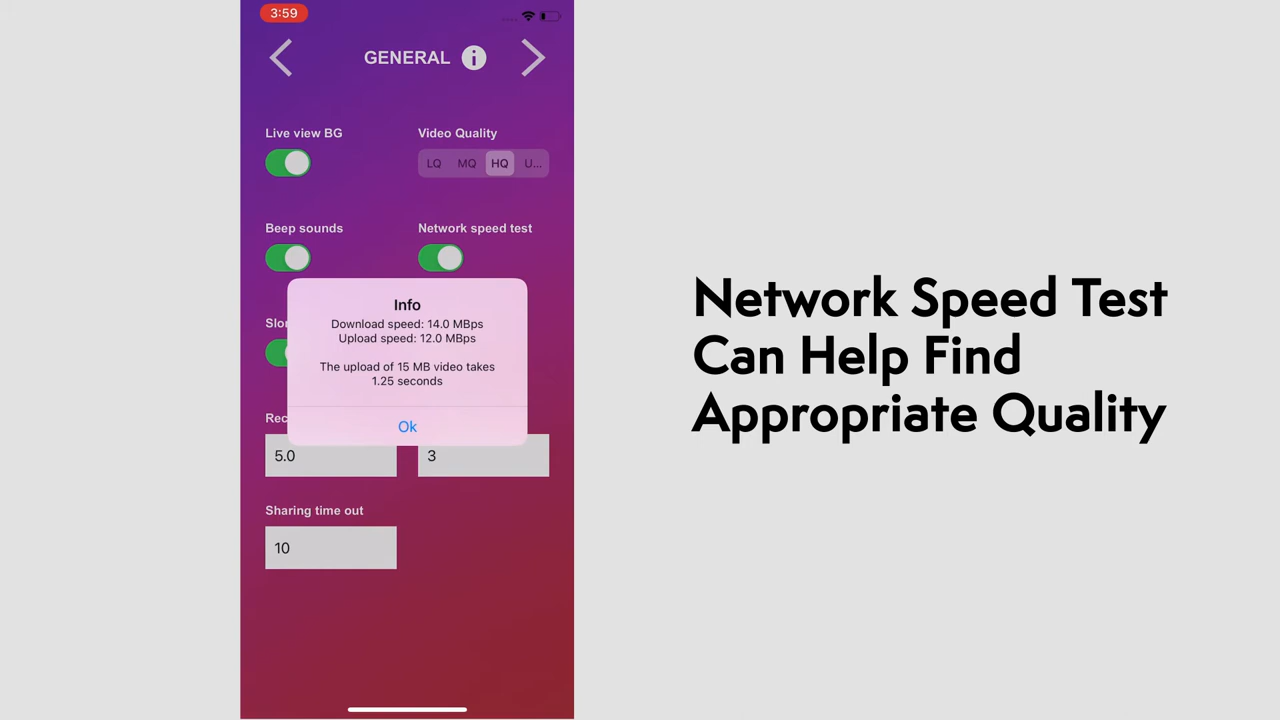 3:59
GENERAL i
Live view BG
Video Quality
LQ MQ HQ U...
Beep sounds
Network speed test
Info
Download speed: 14.0 MBps
Upload speed: 12.0 MBps
The upload of 15 MB video takes
1.25 seconds
Ok
5.0
3
Sharing time out
10
Network Speed Test
Can Help Find
Appropriate Quality